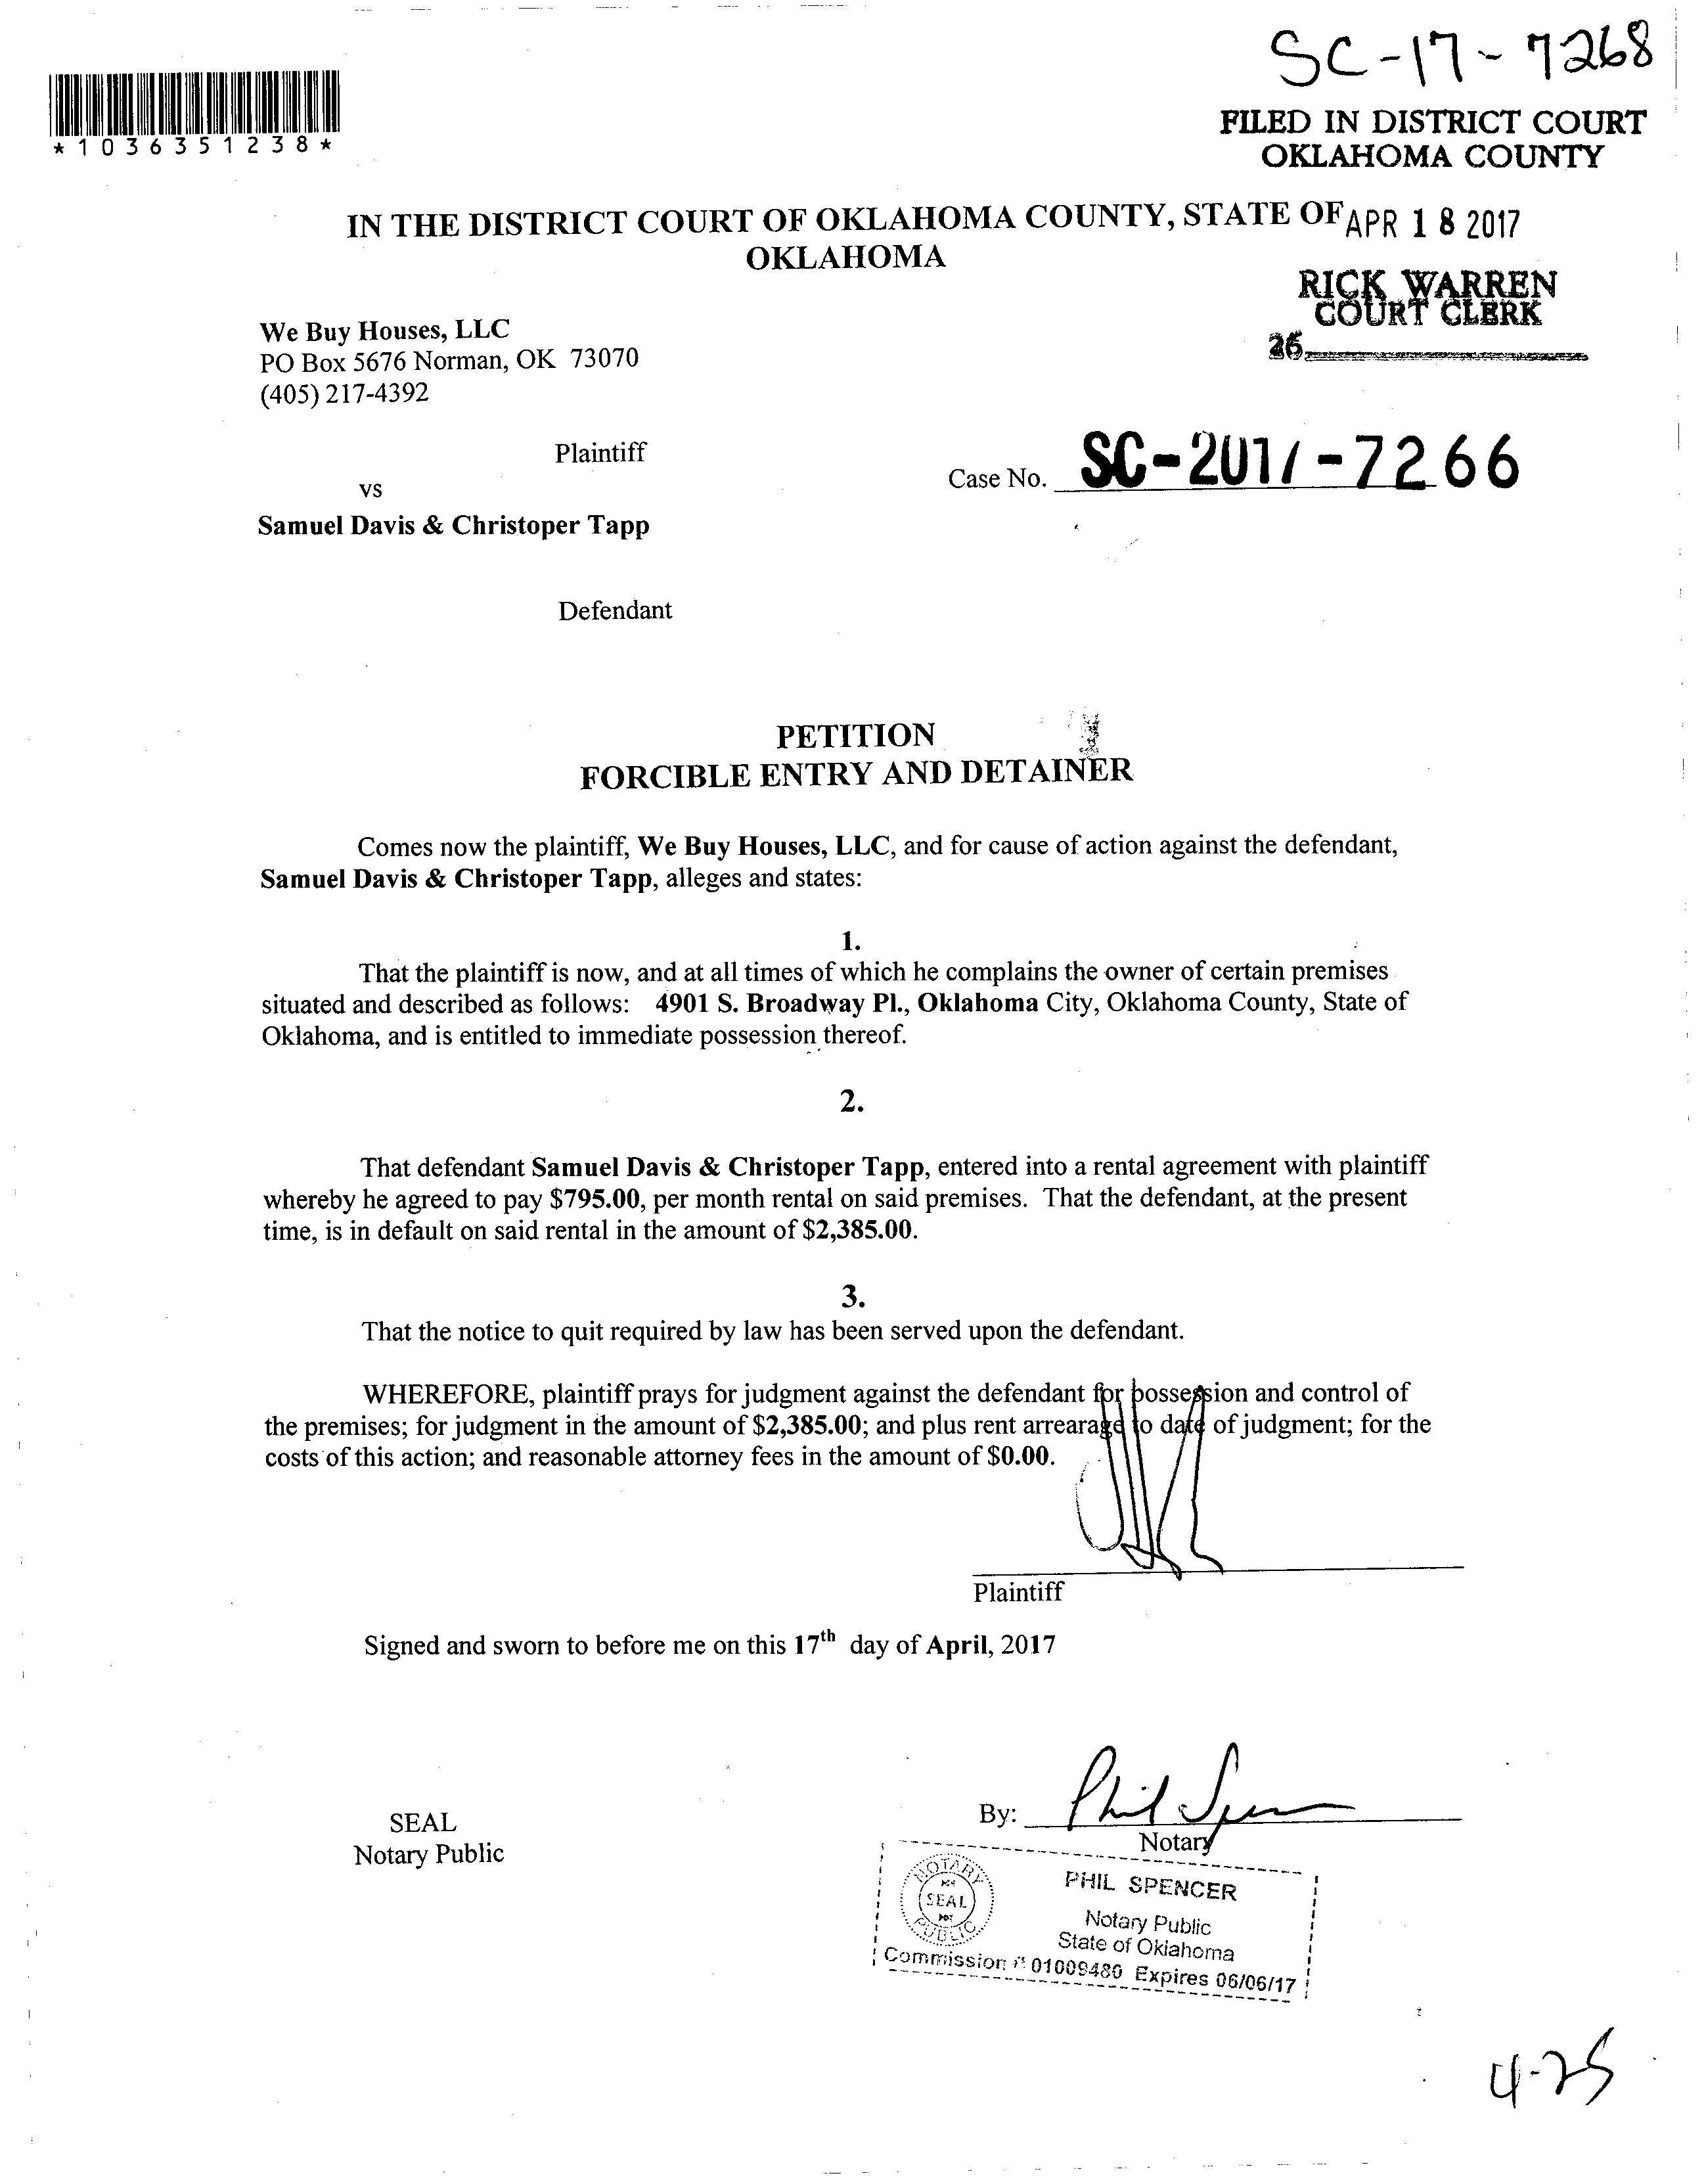 SC-17-7268
*1036351238*
FILED IN DISTRICT COURT
OKLAHOMA COUNTY
IN THE DISTRICT COURT OF OKLAHOMA COUNTY, STATE OF
OKLAHOMA
APR 18 2017
RICK WARREN
COURT CLERK
We Buy Houses, LLC
PO Box 5676 Norman, OK 73070
(405) 217-4392
26
Plaintiff
vs
Case No. SC-2017-7266
Samuel Davis & Christoper Tapp
Defendant
PETITION
FORCIBLE ENTRY AND DETAINER
Comes now the plaintiff, We Buy Houses, LLC, and for cause of action against the defendant,
Samuel Davis & Christoper Tapp, alleges and states:
1.
That the plaintiff is now, and at all times of which he complains the owner of certain premises
situated and described as follows: 4901 S. Broadway Pl., Oklahoma City, Oklahoma County, State of
Oklahoma, and is entitled to immediate possession thereof.
2.
That defendant Samuel Davis & Christoper Tapp, entered into a rental agreement with plaintiff
whereby he agreed to pay $795.00, per month rental on said premises. That the defendant, at the present
time, is in default on said rental in the amount of $2,385.00.
3.
That the notice to quit required by law has been served upon the defendant.
WHEREFORE, plaintiff prays for judgment against the defendant for possession and control of
the premises; for judgment in the amount of $2,385.00; and plus rent arrearage to date of judgment; for the
costs of this action; and reasonable attorney fees in the amount of $0.00.
Plaintiff
Signed and sworn to before me on this 17th day of April, 2017
By: Phil Spencer
SEAL
Notary Public
Notary
NOTARY
SEAL
PUBLIC
PHIL SPENCER
Notary Public
State of Oklahoma
Commission # 01009480 Expires 06/06/17
4-25